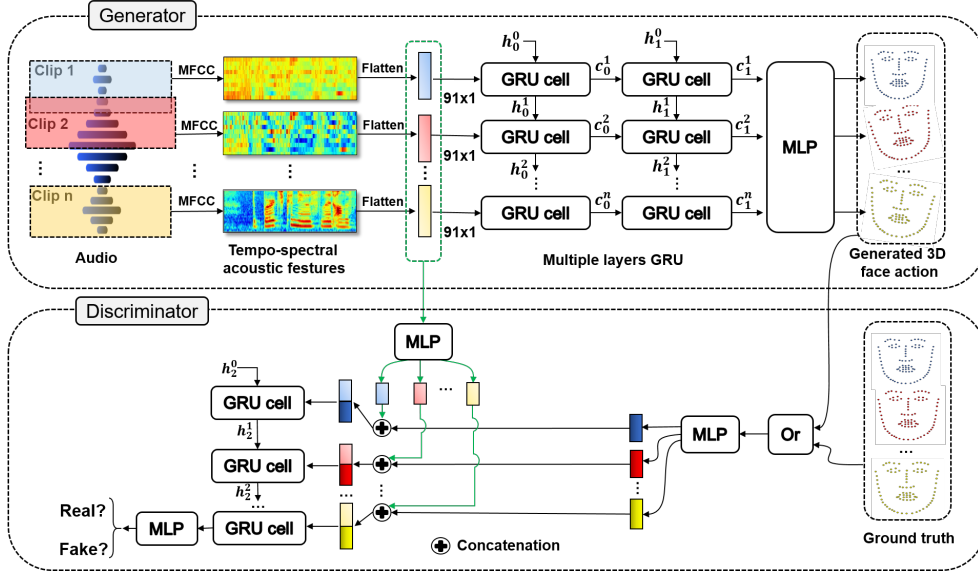 Generator
Clip 1
MFCC
Flatten
91x1
h_0^0
GRU cell
c_0^1
h_1^0
GRU cell
c_1^1
h_0^1
h_1^1
Clip 2
MFCC
Flatten
91x1
GRU cell
c_0^2
GRU cell
c_1^2
MLP
h_0^2
h_1^2
...
Clip n
MFCC
Flatten
91x1
GRU cell
c_0^n
GRU cell
c_1^n
Audio
Tempo-spectral
acoustic festures
Multiple layers GRU
Generated 3D
face action
Discriminator
MLP
h_2^0
GRU cell
...
h_2^1
MLP
Or
GRU cell
h_2^2
...
...
...
Real?
Fake?
MLP
GRU cell
Concatenation
Ground truth